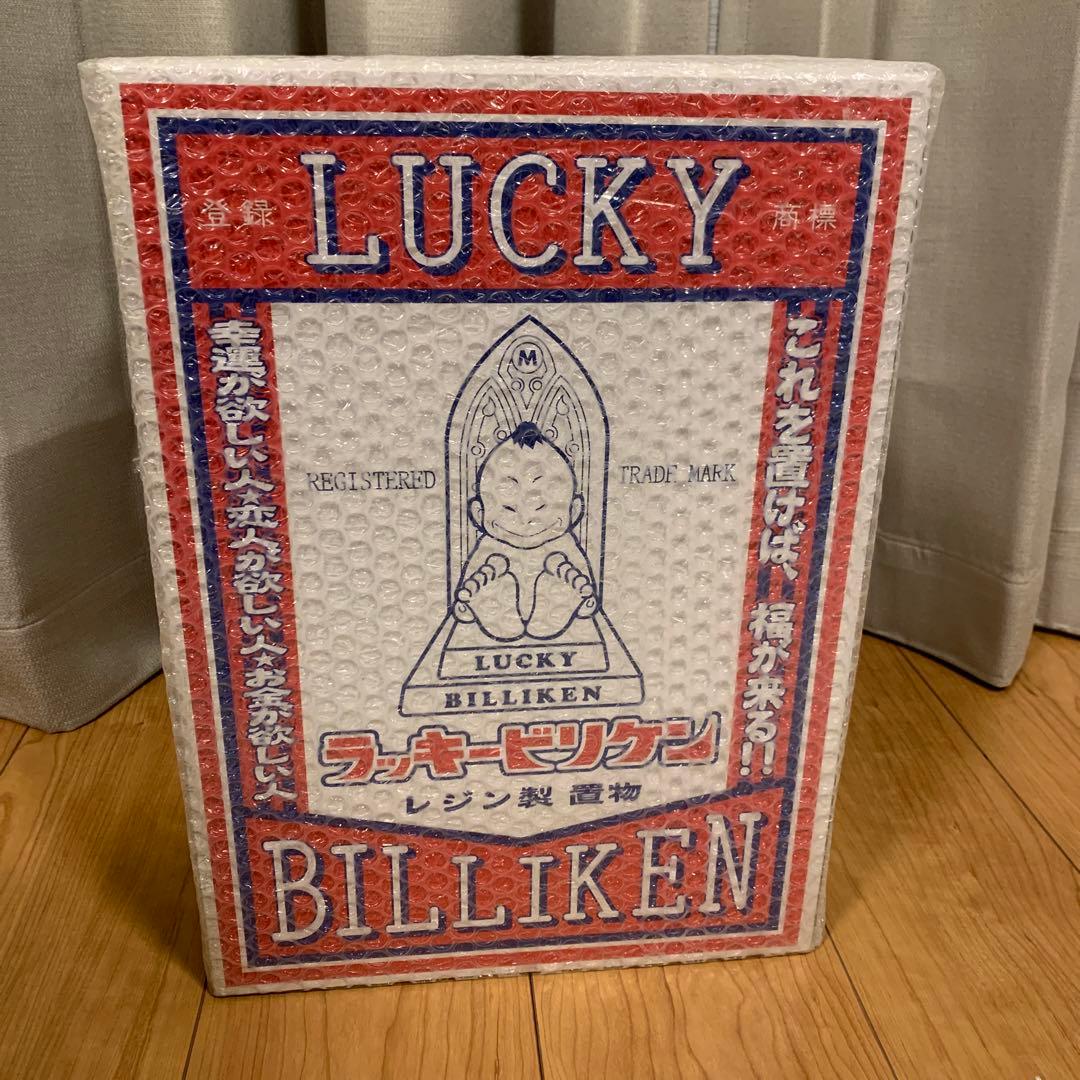 LUCKY
登録
商標
これを置けば、福が来る!!
幸運が欲しい人★恋人が欲しい人★お金が欲しい人
M
REGISTERED
TRADE MARK
LUCKY
BILLIKEN
ラッキービリケン
レジン製 置物
BILLIKEN